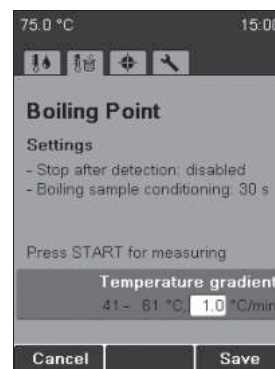 75.0 °C 15:00
Boiling Point
Settings
- Stop after detection: disabled
- Boiling sample conditioning: 30 s
Press START for measuring
Temperature gradient
41 - 61 °C, 1.0 °C/min
Cancel Save